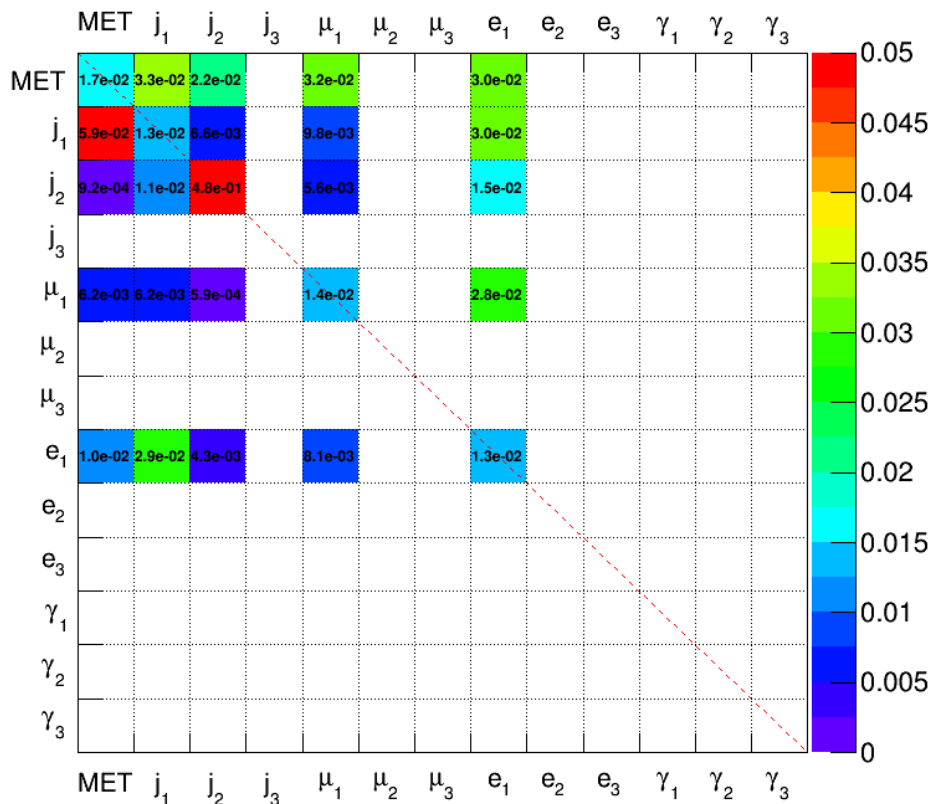 MET j₁ j₂ j₃ μ₁ μ₂ μ₃ e₁ e₂ e₃ γ₁ γ₂ γ₃
MET 1.7e-02 3.3e-02 2.2e-02 3.2e-02 3.0e-02
j₁ 5.9e-02 1.3e-02 6.6e-03 9.8e-03 3.0e-02
j₂ 9.2e-04 1.1e-02 4.8e-01 5.6e-03 1.5e-02
j₃
μ₁ 6.2e-03 6.2e-03 5.9e-04 1.4e-02 2.8e-02
μ₂
μ₃
e₁ 1.0e-02 2.9e-02 4.3e-03 8.1e-03 1.3e-02
e₂
e₃
γ₁
γ₂
γ₃
MET j₁ j₂ j₃ μ₁ μ₂ μ₃ e₁ e₂ e₃ γ₁ γ₂ γ₃
0.05
0.045
0.04
0.035
0.03
0.025
0.02
0.015
0.01
0.005
0